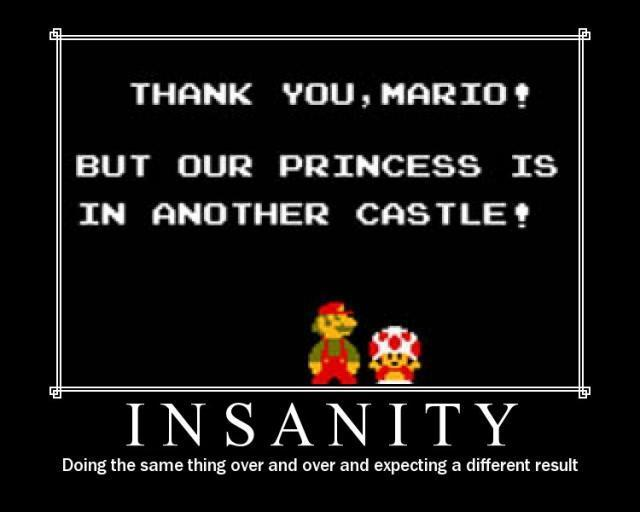 THANK YOU,MARIO!
BUT OUR PRINCESS IS
IN ANOTHER CASTLE!
INSANITY
Doing the same thing over and over and expecting a different result